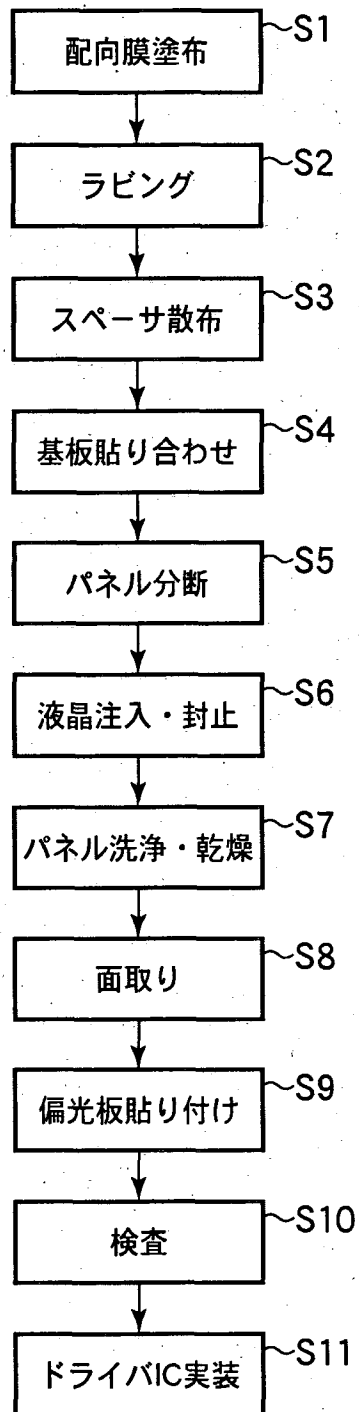 配向膜塗布 S1
ラビング S2
スペーサ散布 S3
基板貼り合わせ S4
パネル分断 S5
液晶注入・封止 S6
パネル洗浄・乾燥 S7
面取り S8
偏光板貼り付け S9
検査 S10
ドライバIC実装 S11